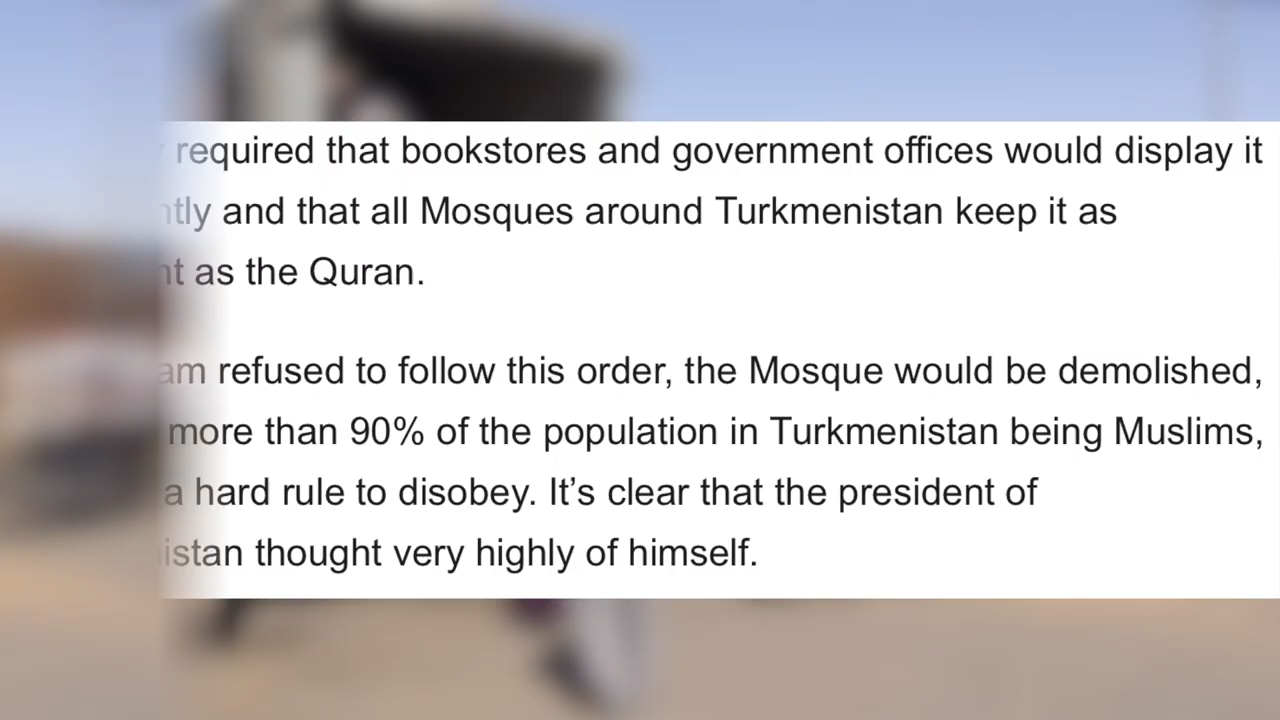 required that bookstores and government offices would display it
and that all Mosques around Turkmenistan keep it as
as the Quran.
refused to follow this order, the Mosque would be demolished,
more than 90% of the population in Turkmenistan being Muslims,
a hard rule to disobey. It’s clear that the president of
thought very highly of himself.